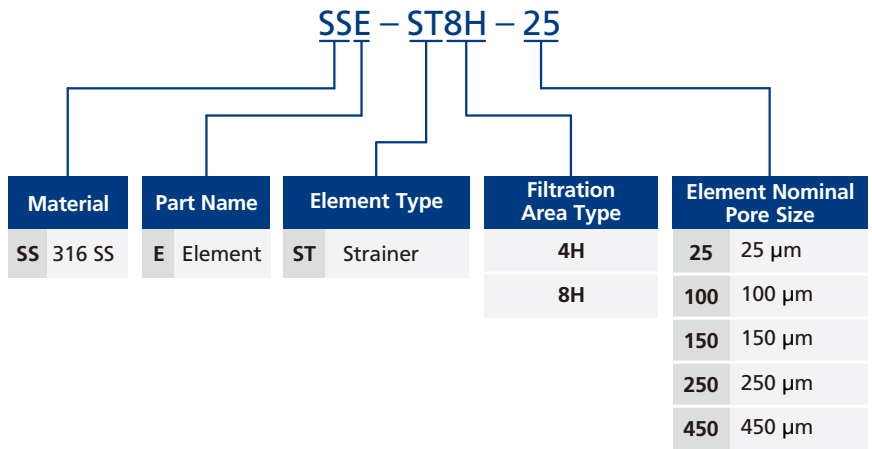 SSE – ST8H – 25
Material
SS 316 SS
Part Name
E Element
Element Type
ST Strainer
Filtration
Area Type
4H
8H
Element Nominal
Pore Size
25 25 µm
100 100 µm
150 150 µm
250 250 µm
450 450 µm